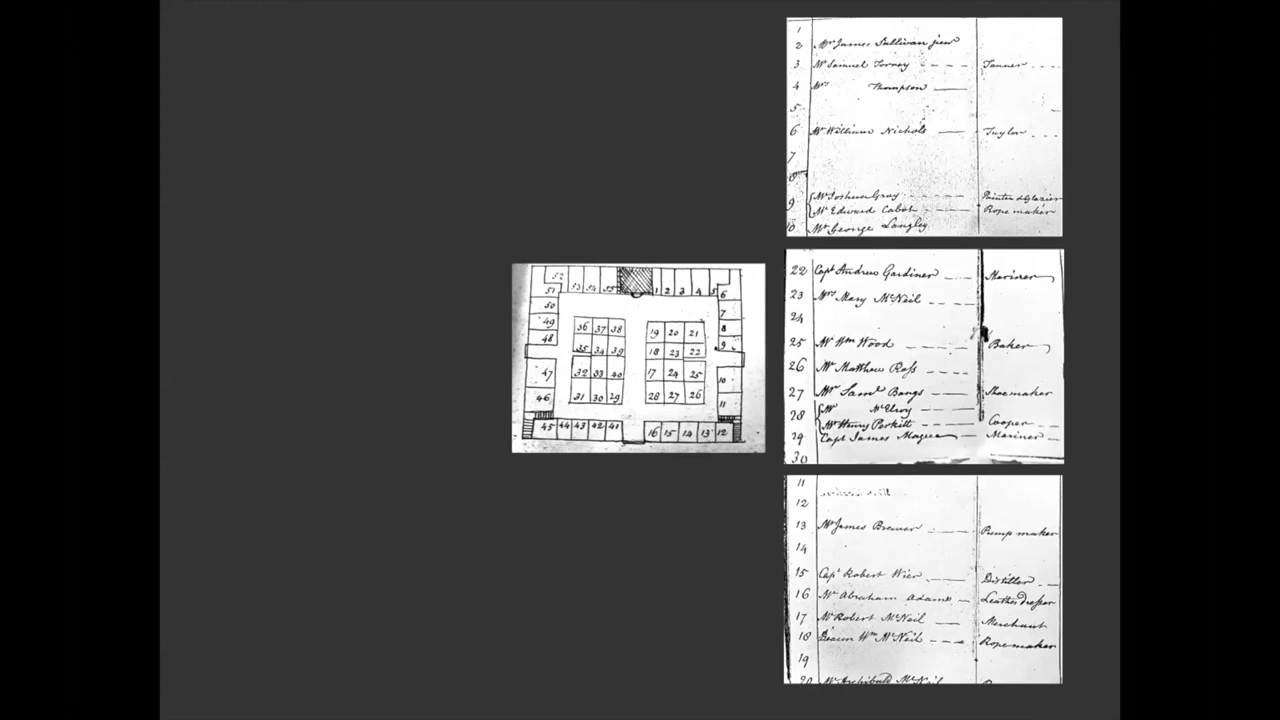 52 53 54 55 1 2 3 4 5
51 6
50 7
49 36 37 38 19 20 21 8
48 35 34 39 18 23 22 9
47 32 33 40 17 24 25 10
46 31 30 29 28 27 26 11
45 44 43 42 41 16 15 14 13 12
1
2 Mr James Sullivan
3 Mr Samuel Torrey Tanner
4 Mrs Thompson
5
6 Mr William Nichols Taylor
7
8
9 Mr Joshua Gray Painter & Glazier
Mr Edward Cabot Rope maker
10 Mr George Langley
22 Capt Andrew Gardiner Mariner
23 Mrs Mary McNeil
24
25 Mr Wm Wood Baker
26 Mr Matthew Ross
27 Mr Saml Bangs Shoemaker
28 Mr McElroy
Mr Henry Perkitt Cooper
29 Capt James Magee Mariner
30
11
12
13 Mr James Brewer Pump maker
14
15 Capt Robert Wier Distiller
16 Mr Abraham Adams Leather Dresser
17 Mr Robert McNeil Merchant
18 Deacon Wm McNeil Ropemaker
19
20 Mr Archibald McNeil